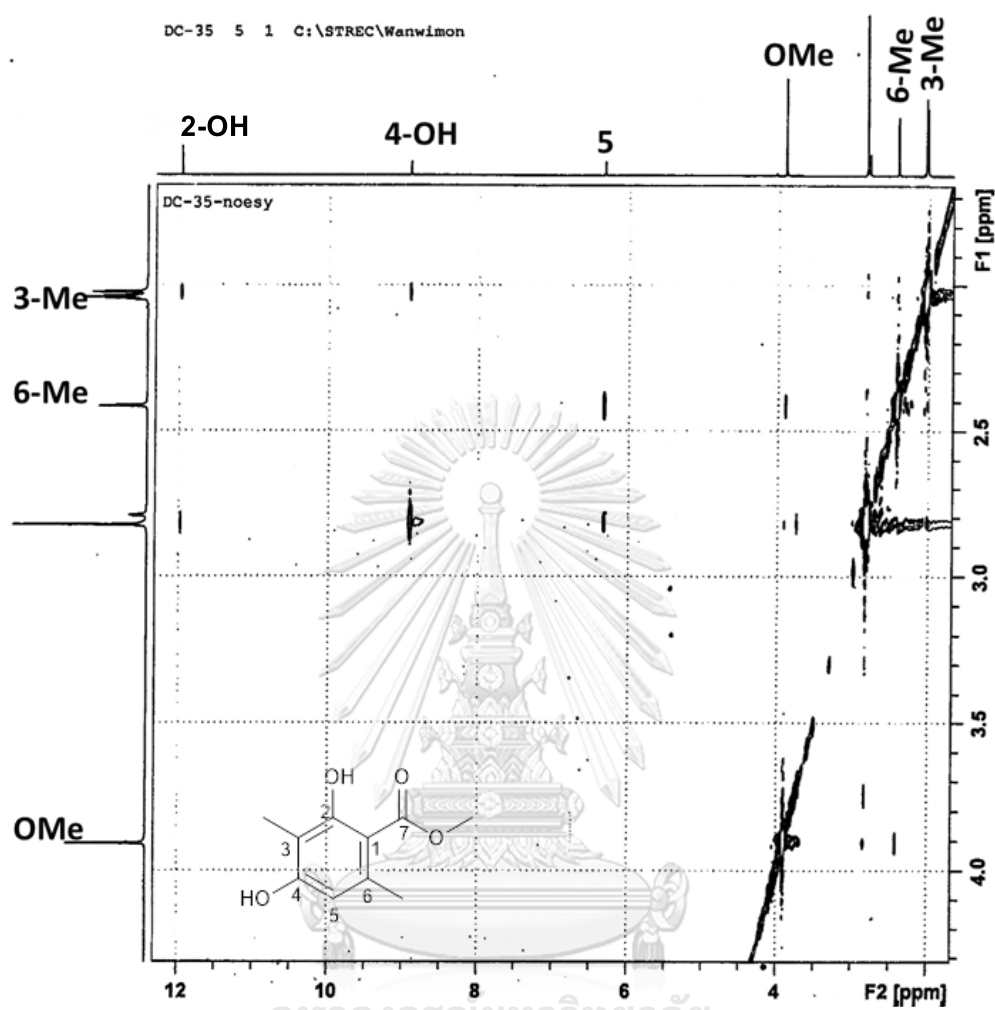 DC-35 5 1 C:\STREC\Wanwimon
OMe
6-Me
3-Me
2-OH
4-OH
5
DC-35-noesy
F1 [ppm]
3-Me
6-Me
2.5
3.0
3.5
OH
O
2
7
O
OMe
3
1
4.0
HO
4
6
5
12
10
8
6
4
F2 [ppm]